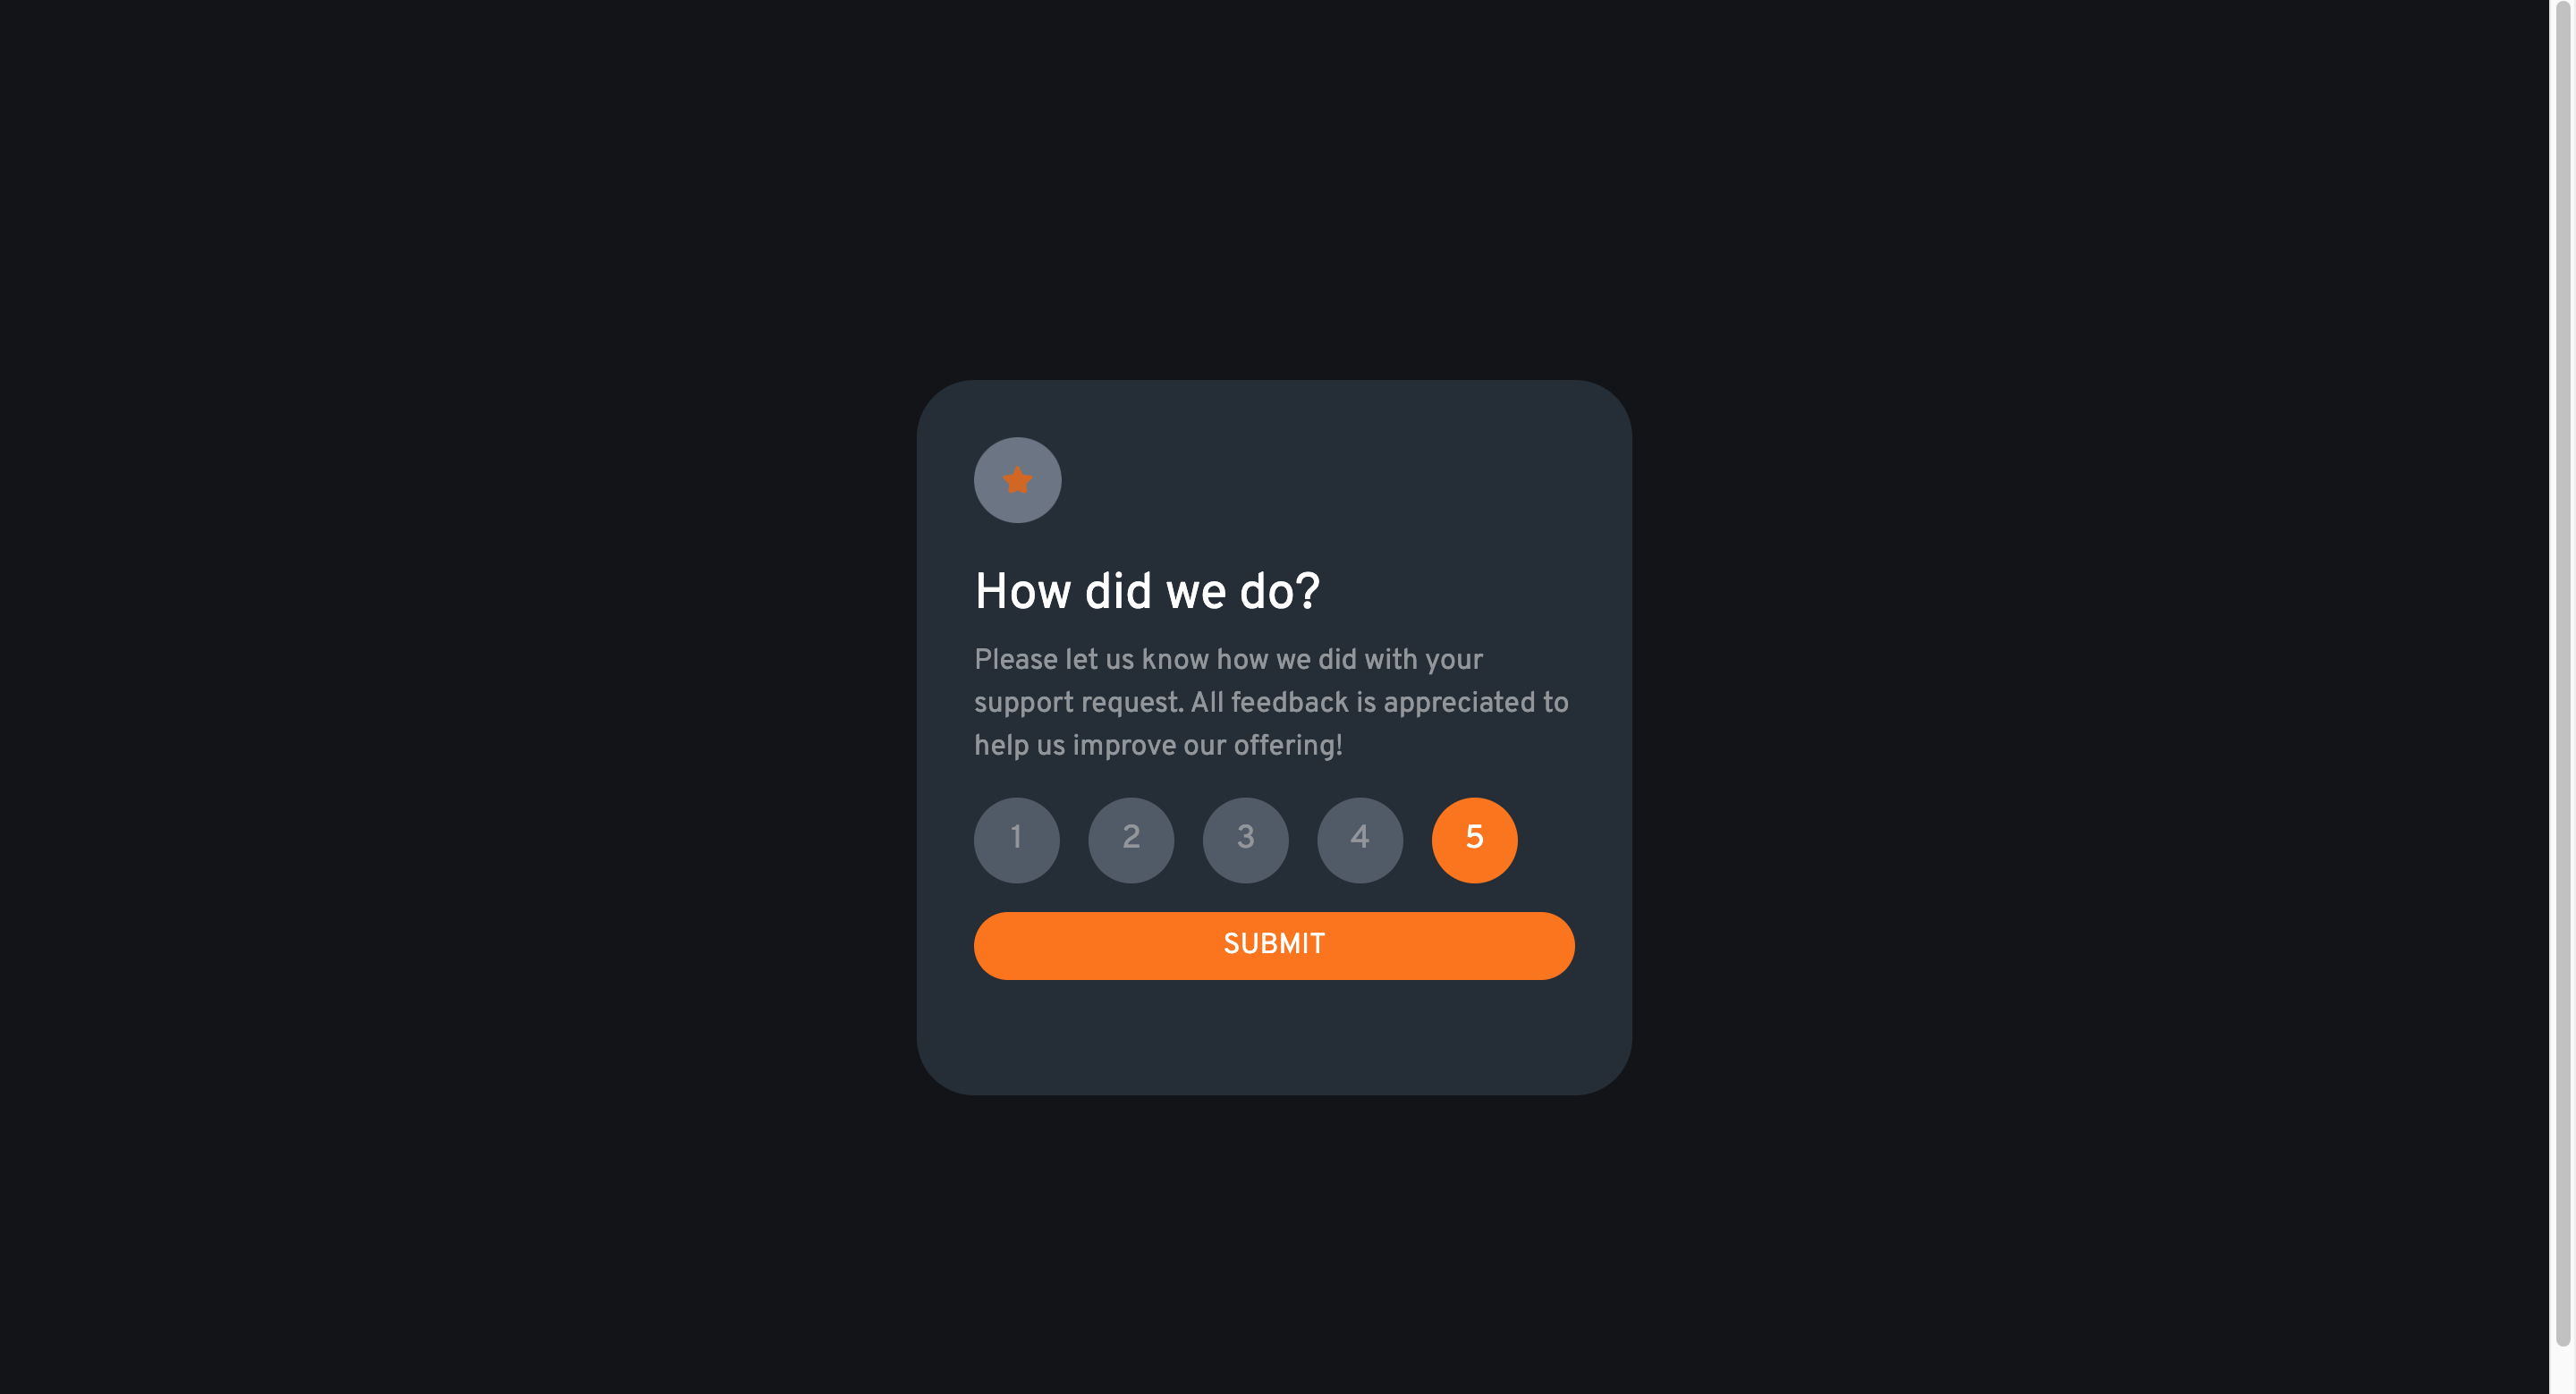 How did we do?
Please let us know how we did with your
support request. All feedback is appreciated to
help us improve our offering!
1 2 3 4 5
SUBMIT